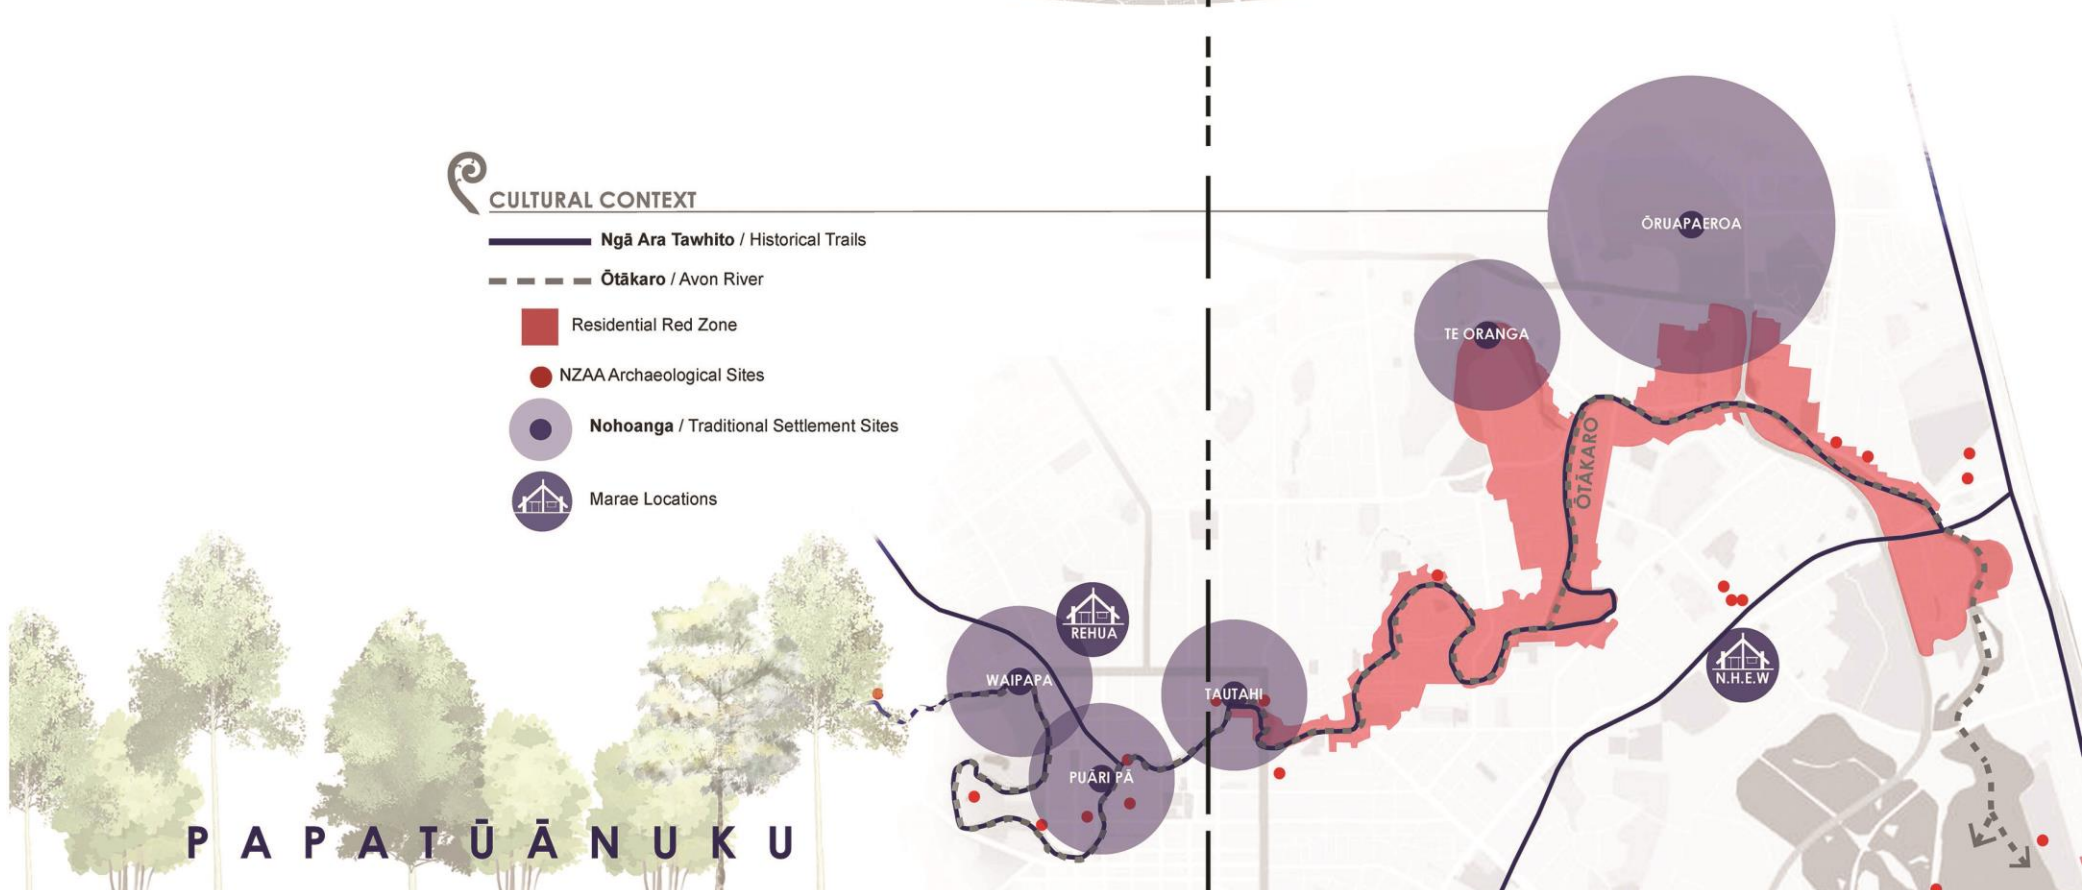 CULTURAL CONTEXT
Ngā Ara Tawhito / Historical Trails
Ōtākaro / Avon River
Residential Red Zone
NZAA Archaeological Sites
Nohoanga / Traditional Settlement Sites
Marae Locations
ŌRUAPAEROA
TE ORANGA
ŌTĀKARO
REHUA
WAIPAPA
TAUTAHI
N.H.E.W
PUĀRI PĀ
PAPATŪĀNUKU